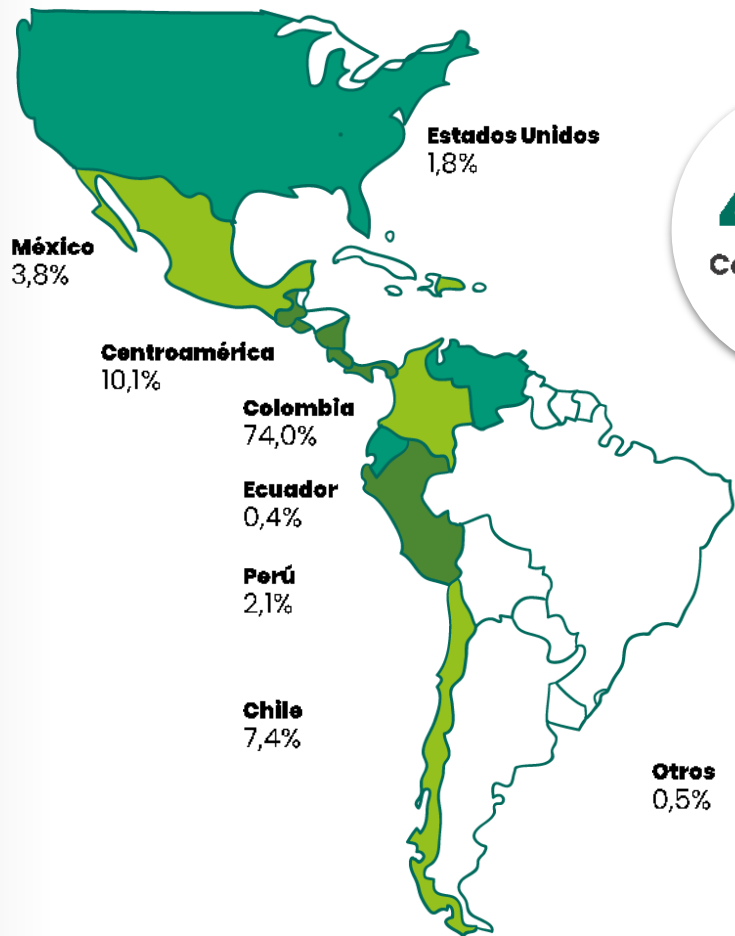 Estados Unidos
1,8%
México
3,8%
Centroamérica
10,1%
Colombia
74,0%
Ecuador
0,4%
Perú
2,1%
Chile
7,4%
Otros
0,5%